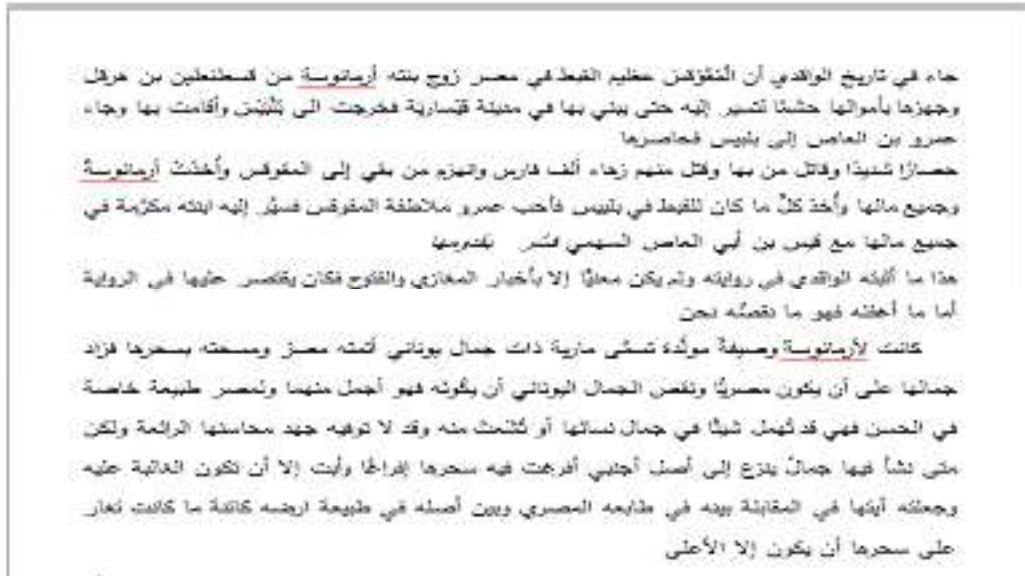 جاء في تاريخ الواقدي أن المُقَوْقِس عظيم القبط في مصر زوج بنته أرمانوسة من قسطنطين بن هرقل
وجهزها بأموالها حشمًا لتسير إليه حتى يبني بها في مدينة قيسارية فخرجت الى بَلْبَيْس وأقامت بها وجاء
عمرو بن العاص إلى بلبيس فحاصرها
حصارًا شديدًا وقاتل من بها وقتل منهم زهاء ألف فارس وانهزم من بقي إلى المقوقس وأُخذتْ أرمانوسةُ
وجميع مالها وأُخذ كلُّ ما كان للقبط في بلبيس فأحب عمرو ملاطفة المقوقس فسيَّر إليه ابنته مكرَّمة في
جميع مالها مع قيس بن أبي العاص السهمي فسُر بقدومها
هذا ما أثبته الواقدي في روايته ولم يكن معنيًّا إلا بأخبار المغازي والفتوح فكان يقتصر عليها في الرواية
أما ما أغفله فهو ما نقصُّه نحن
كانت لأرمانوسة وصيفةٌ مولَّدة تسمَّى مارية ذات جمال يوناني أتمته مصرُ ومسحته بسحرها فزاد
جمالها على أن يكون مصريًّا ونقص الجمال اليوناني أن يكونه فهو أجمل منهما ولمصر طبيعة خاصة
في الحسن فهي قد تُهمل شيئًا في جمال نسائها أو تُشَعِّث منه وقد لا توفيه جهد محاسنها الرائعة ولكن
متى نشأ فيها جمالٌ ينزع إلى أصل أجنبي أفرغت فيه سحرها إفراغًا وأبت إلا أن تكون الغالبة عليه
وجعلته آيتها في المقابلة بينه في طابعه المصري وبين أصله في طبيعة ارضه كائنة ما كانت تغار
على سحرها أن يكون إلا الأعلى